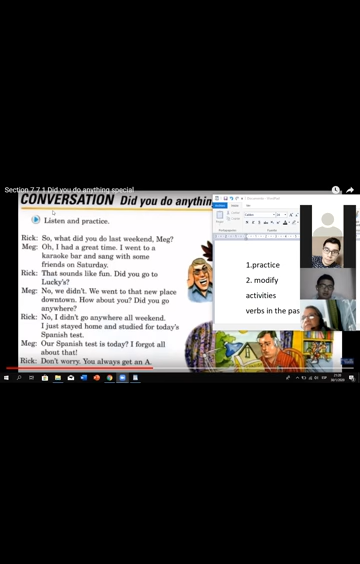 Section 7.7.1 Did you do anything special
CONVERSATION Did you do anythin
Listen and practice.
Rick: So, what did you do last weekend, Meg?
Meg: Oh, I had a great time. I went to a
karaoke bar and sang with some
friends on Saturday.
Rick: That sounds like fun. Did you go to
Lucky's?
Meg: No, we didn't. We went to that new place
downtown. How about you? Did you go
anywhere?
Rick: No, I didn't go anywhere all weekend.
I just stayed home and studied for today's
Spanish test.
Meg: Our Spanish test is today? I forgot all
about that!
Rick: Don't worry. You always get an A.
1.practice
2. modify
activities
verbs in the pas